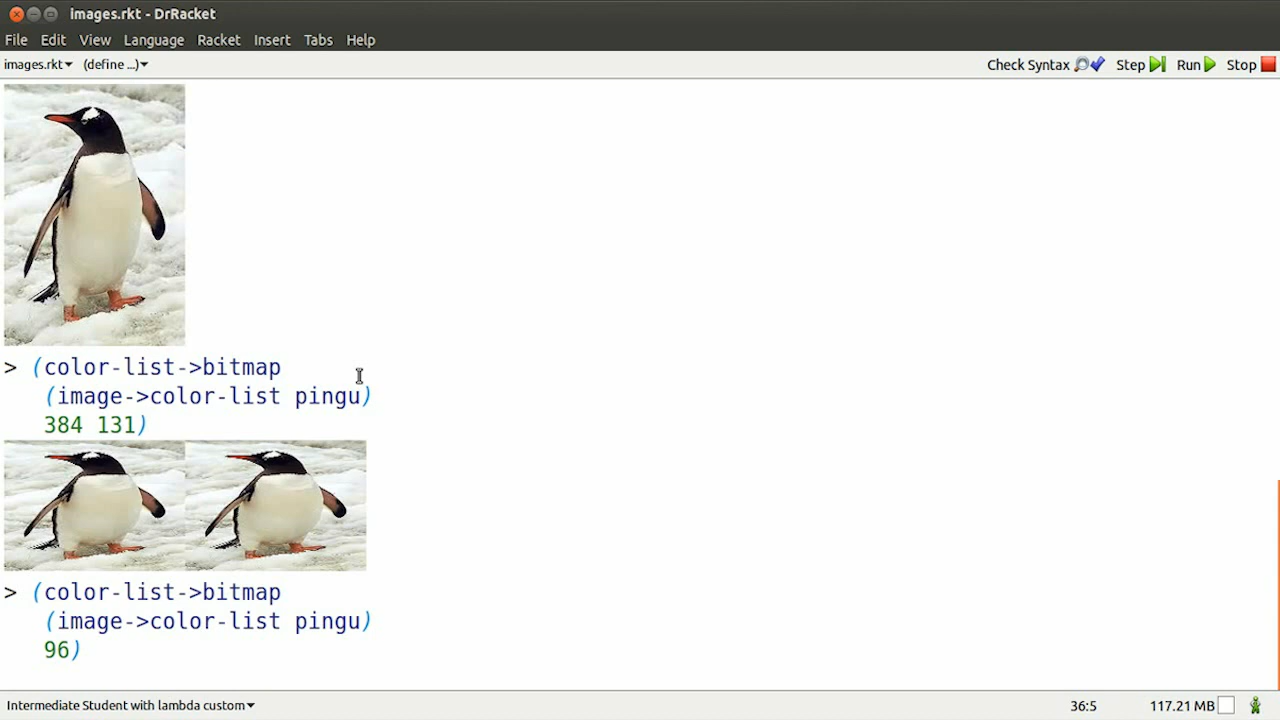 images.rkt - DrRacket
File Edit View Language Racket Insert Tabs Help
images.rkt (define ...) Check Syntax Step Run Stop
> (color-list->bitmap
(image->color-list pingu)
384 131)
> (color-list->bitmap
(image->color-list pingu)
96)
Intermediate Student with lambda custom 36:5 117.21 MB